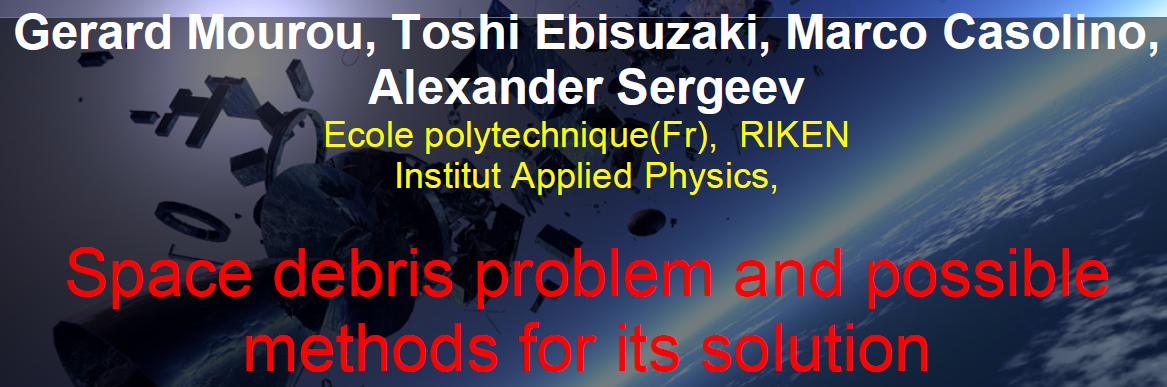 Gerard Mourou, Toshi Ebisuzaki, Marco Casolino,
Alexander Sergeev
Ecole polytechnique(Fr), RIKEN
Institut Applied Physics,
Space debris problem and possible
methods for its solution